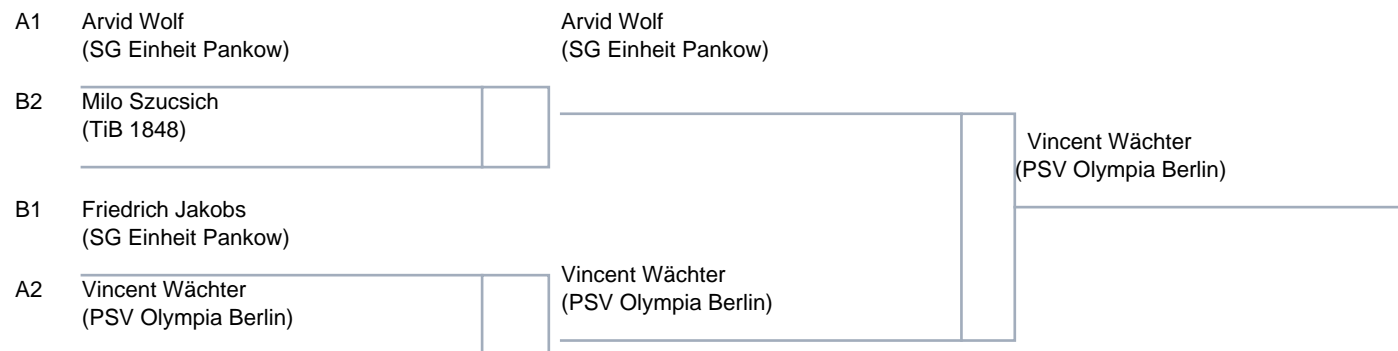 A1 Arvid Wolf
(SG Einheit Pankow)
B2 Milo Szucsich
(TiB 1848)
B1 Friedrich Jakobs
(SG Einheit Pankow)
A2 Vincent Wächter
(PSV Olympia Berlin)
Arvid Wolf
(SG Einheit Pankow)
Vincent Wächter
(PSV Olympia Berlin)
Vincent Wächter
(PSV Olympia Berlin)